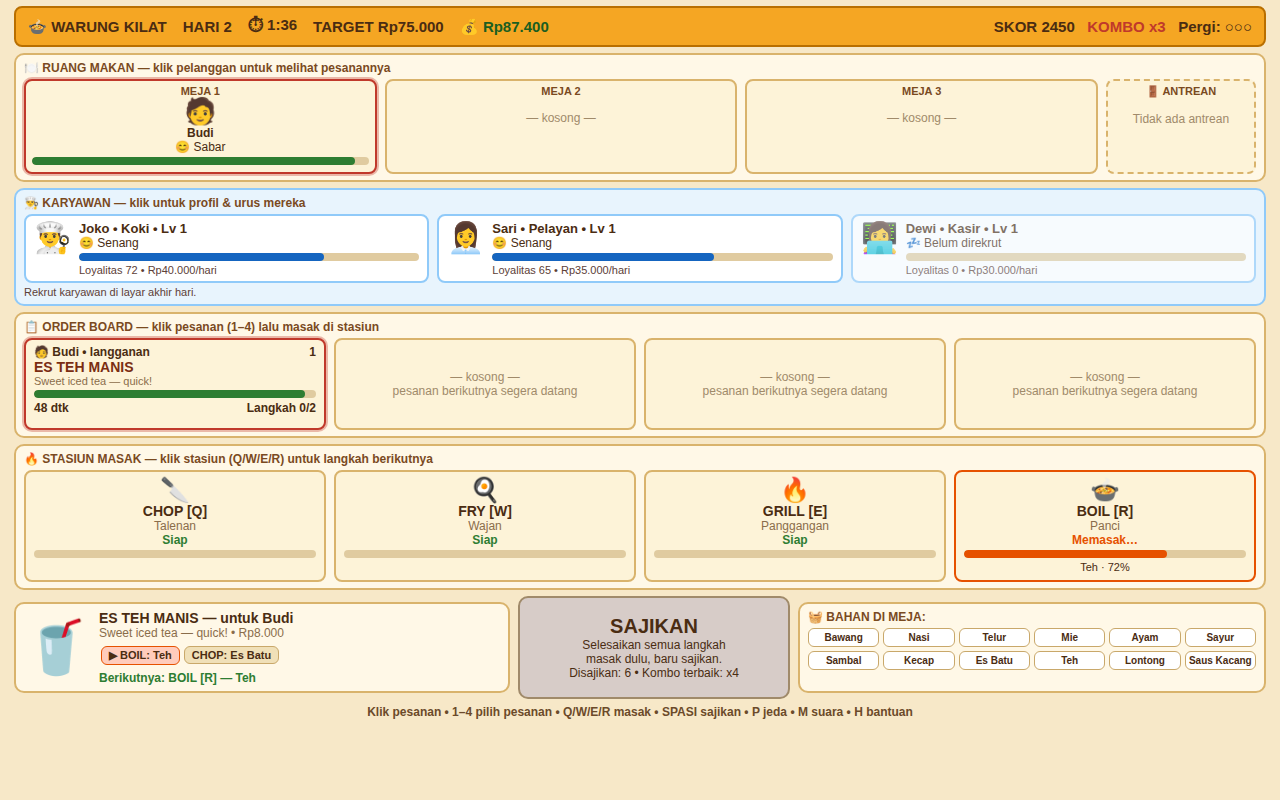 WARUNG KILAT HARI 2 1:36 TARGET Rp75.000 Rp87.400 SKOR 2450 KOMBO x3 Pergi: ○○○
RUANG MAKAN — klik pelanggan untuk melihat pesanannya
MEJA 1
Budi
Sabar
MEJA 2
— kosong —
MEJA 3
— kosong —
ANTREAN
Tidak ada antrean
KARYAWAN — klik untuk profil & urus mereka
Joko • Koki • Lv 1
Senang
Loyalitas 72 • Rp40.000/hari
Sari • Pelayan • Lv 1
Senang
Loyalitas 65 • Rp35.000/hari
Dewi • Kasir • Lv 1
Belum direkrut
Loyalitas 0 • Rp30.000/hari
Rekrut karyawan di layar akhir hari.
ORDER BOARD — klik pesanan (1–4) lalu masak di stasiun
Budi • langganan 1
ES TEH MANIS
Sweet iced tea — quick!
48 dtk Langkah 0/2
— kosong —
pesanan berikutnya segera datang
— kosong —
pesanan berikutnya segera datang
— kosong —
pesanan berikutnya segera datang
STASIUN MASAK — klik stasiun (Q/W/E/R) untuk langkah berikutnya
CHOP [Q]
Talenan
Siap
FRY [W]
Wajan
Siap
GRILL [E]
Panggangan
Siap
BOIL [R]
Panci
Memasak…
Teh · 72%
ES TEH MANIS — untuk Budi
Sweet iced tea — quick! • Rp8.000
▶ BOIL: Teh CHOP: Es Batu
Berikutnya: BOIL [R] — Teh
SAJIKAN
Selesaikan semua langkah
masak dulu, baru sajikan.
Disajikan: 6 • Kombo terbaik: x4
BAHAN DI MEJA:
Bawang Nasi Telur Mie Ayam Sayur
Sambal Kecap Es Batu Teh Lontong Saus Kacang
Klik pesanan • 1–4 pilih pesanan • Q/W/E/R masak • SPASI sajikan • P jeda • M suara • H bantuan